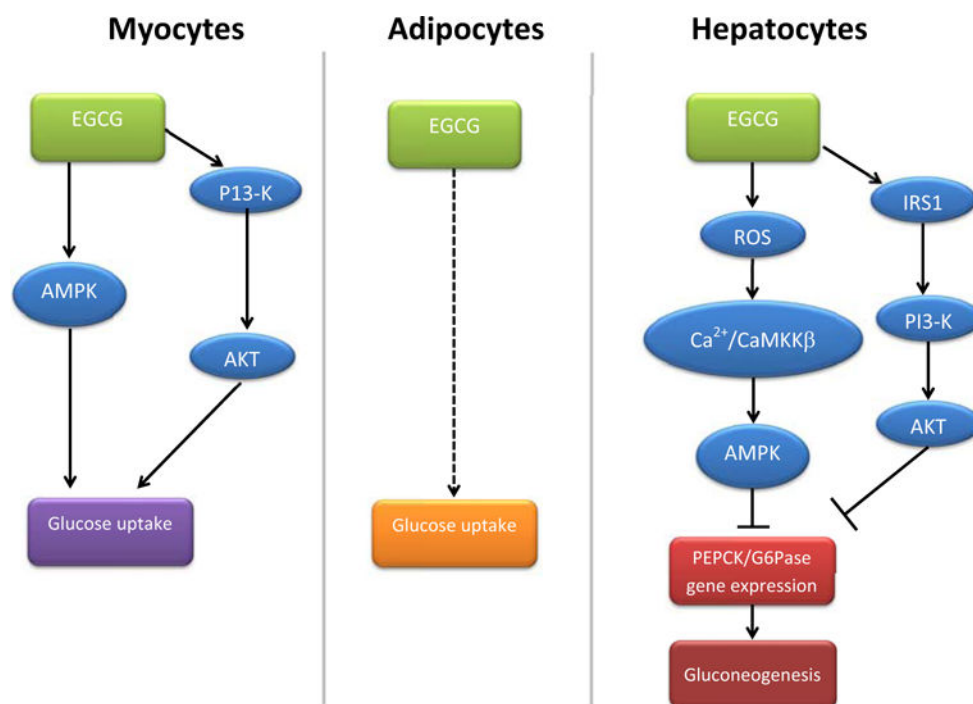 Myocytes
EGCG
P13-K
AMPK
AKT
Glucose uptake
Adipocytes
EGCG
Glucose uptake
Hepatocytes
EGCG
IRS1
ROS
Ca²⁺/CaMKKβ
PI3-K
AMPK
AKT
PEPCK/G6Pase
gene expression
Gluconeogenesis